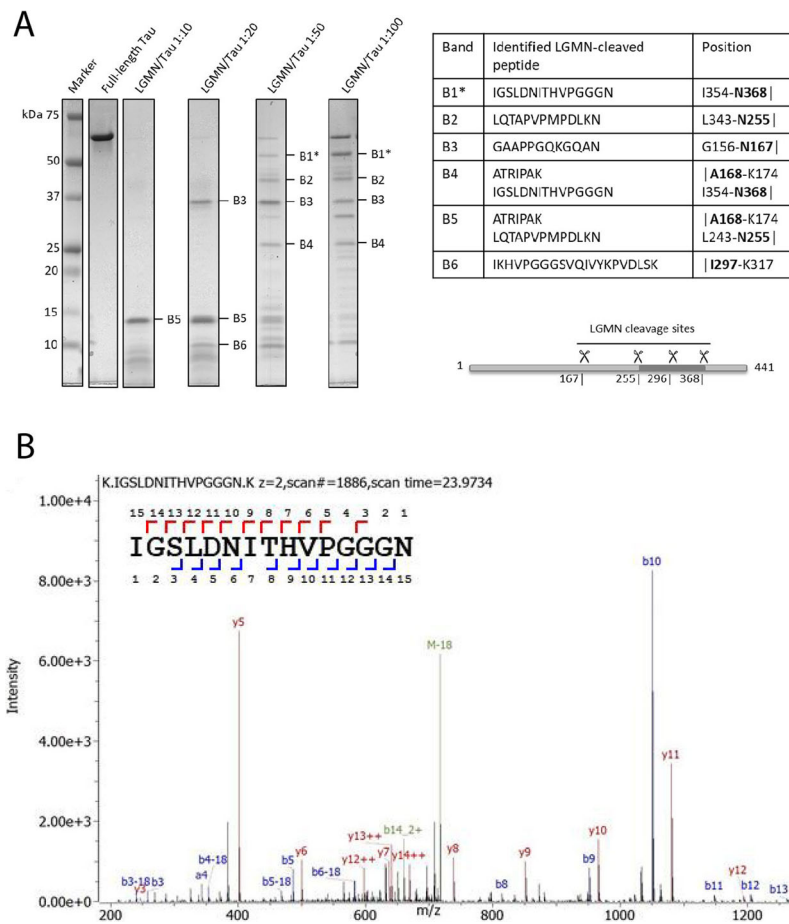 A
Marker
Full-length Tau
LGMN/Tau 1:10
LGMN/Tau 1:20
LGMN/Tau 1:50
LGMN/Tau 1:100
kDa 75
50
37
25
20
15
10
B5
B3
B5
B6
B1*
B2
B3
B4
B1*
B2
B3
B4
Band Identified LGMN-cleaved peptide Position
B1* IGSLDNITHVPGGGN I354-N368|
B2 LQTAPVPMPDLKN L343-N255|
B3 GAAPPGQKGQAN G156-N167|
B4 ATRIPAK |A168-K174
IGSLDNITHVPGGGN I354-N368|
B5 ATRIPAK |A168-K174
LQTAPVPMPDLKN L243-N255|
B6 IKHVPGGGSVQIVYKPVDLSK |I297-K317
LGMN cleavage sites
1 441
167| 255| 296| 368|
B
K.IGSLDNITHVPGGGN.K z=2,scan#=1886,scan time=23.9734
15 14 13 12 11 10 9 8 7 6 5 4 3 2 1
IGSLDNITHVPGGGN
1 2 3 4 5 6 7 8 9 10 11 12 13 14 15
1.00e+4
8.00e+3
6.00e+3
4.00e+3
2.00e+3
0.00e+0
Intensity
b10
y5
M-18
y11
y13++
b14_2+
y6
y12++
y7
y14++
y8
y9
y10
b4-18
b5
b6-18
b9
y12
b3-18
b3
y3
a4
b5-18
b8
b11
b12
b13
200 400 600 800 1000 1200
m/z